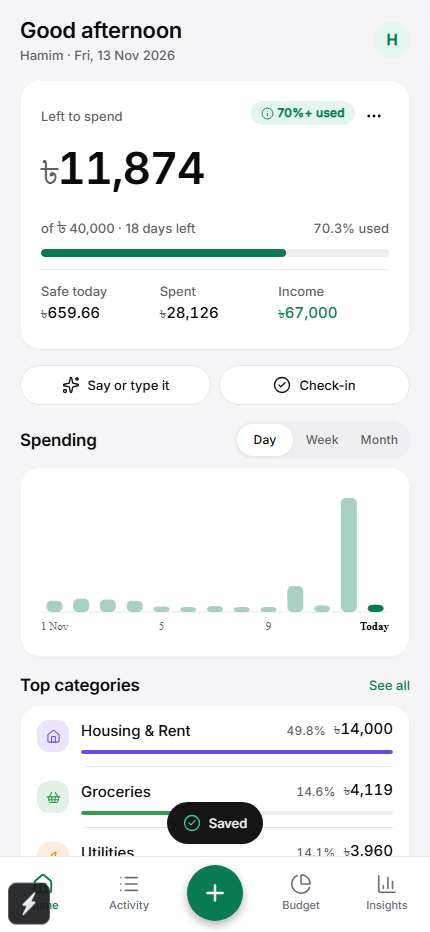 Good afternoon
Hamim · Fri, 13 Nov 2026
H
Left to spend
70%+ used
৳11,874
of ৳ 40,000 · 18 days left
70.3% used
Safe today
Spent
Income
৳659.66
৳28,126
৳67,000
Say or type it
Check-in
Spending
Day
Week
Month
1 Nov
5
9
Today
Top categories
See all
Housing & Rent
49.8%
৳14,000
Groceries
14.6%
৳4,119
Saved
Utilities
14.1%
৳3,960
Activity
Budget
Insights